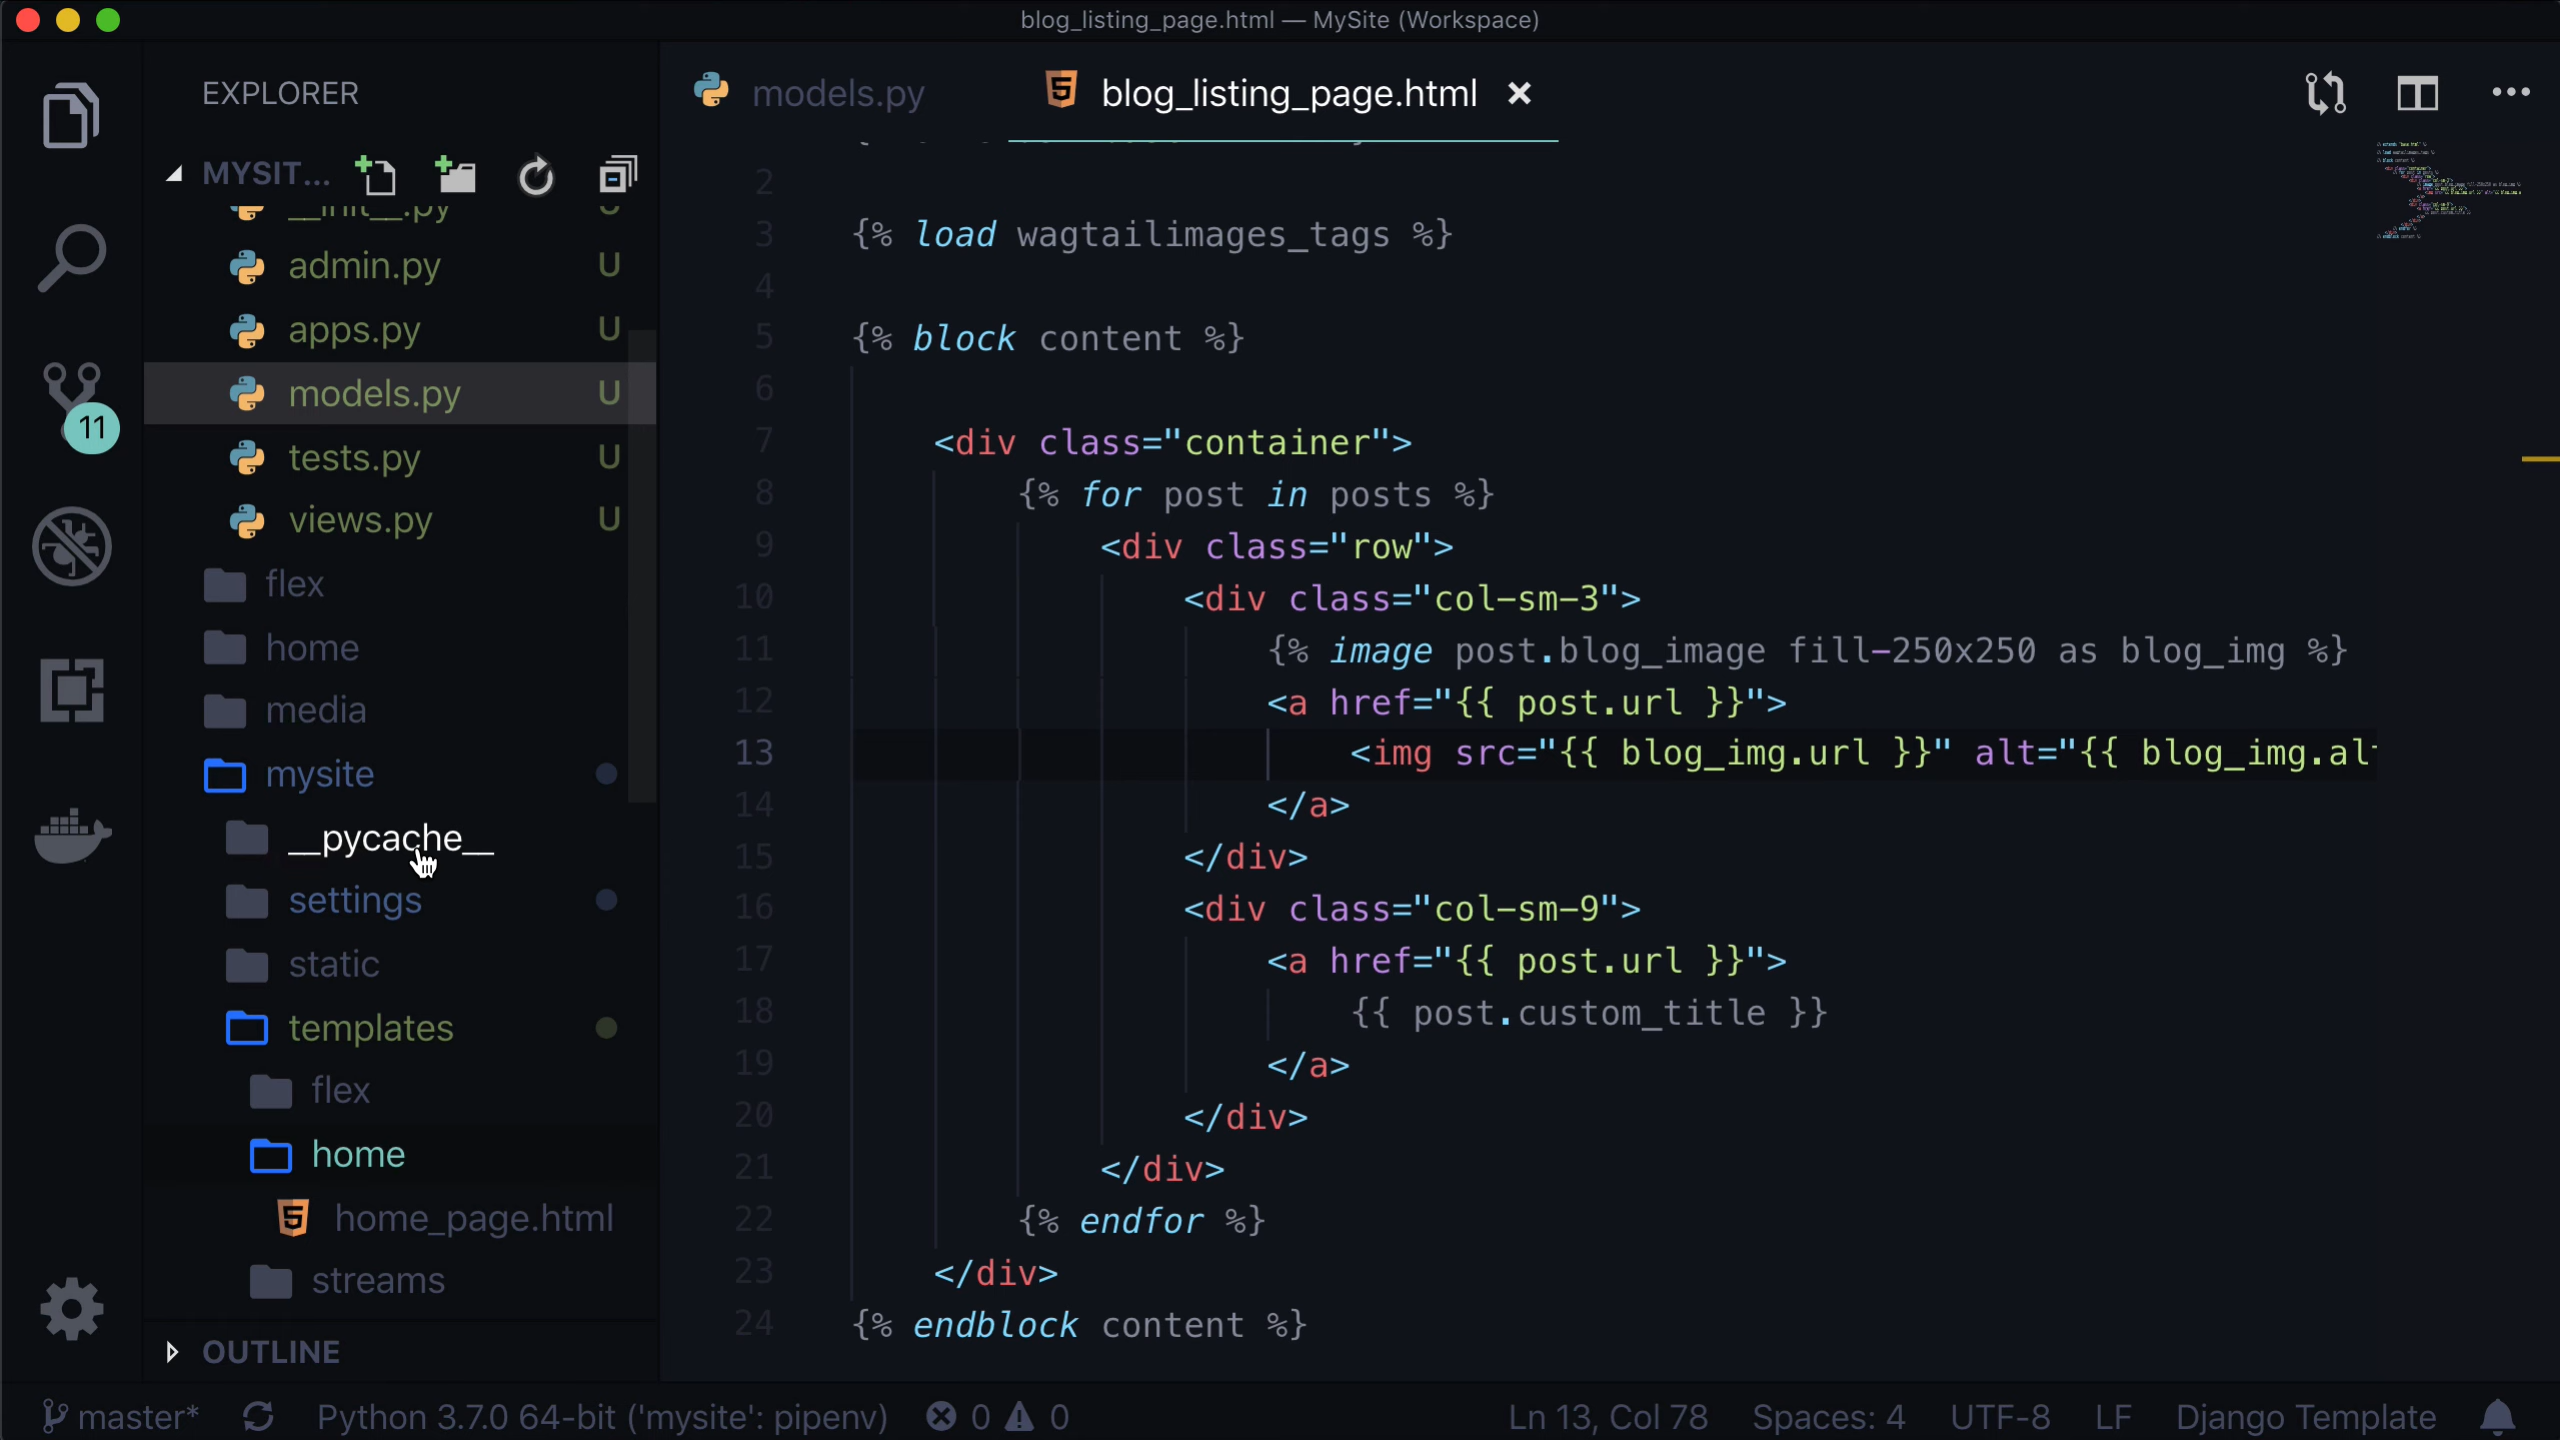 blog_listing_page.html — MySite (Workspace)
EXPLORER
models.py
blog_listing_page.html
MYSIT...
__init__.py
admin.py U
apps.py U
models.py U
tests.py U
views.py U
flex
home
media
mysite
__pycache__
settings
static
templates
flex
home
home_page.html
streams
OUTLINE
11
2
3 {% load wagtailimages_tags %}
4
5 {% block content %}
6
7 <div class="container">
8 {% for post in posts %}
9 <div class="row">
10 <div class="col-sm-3">
11 {% image post.blog_image fill-250x250 as blog_img %}
12 <a href="{{ post.url }}">
13 <img src="{{ blog_img.url }}" alt="{{ blog_img.alt
14 </a>
15 </div>
16 <div class="col-sm-9">
17 <a href="{{ post.url }}">
18 {{ post.custom_title }}
19 </a>
20 </div>
21 </div>
22 {% endfor %}
23 </div>
24 {% endblock content %}
master* Python 3.7.0 64-bit ('mysite': pipenv) 0 0 Ln 13, Col 78 Spaces: 4 UTF-8 LF Django Template